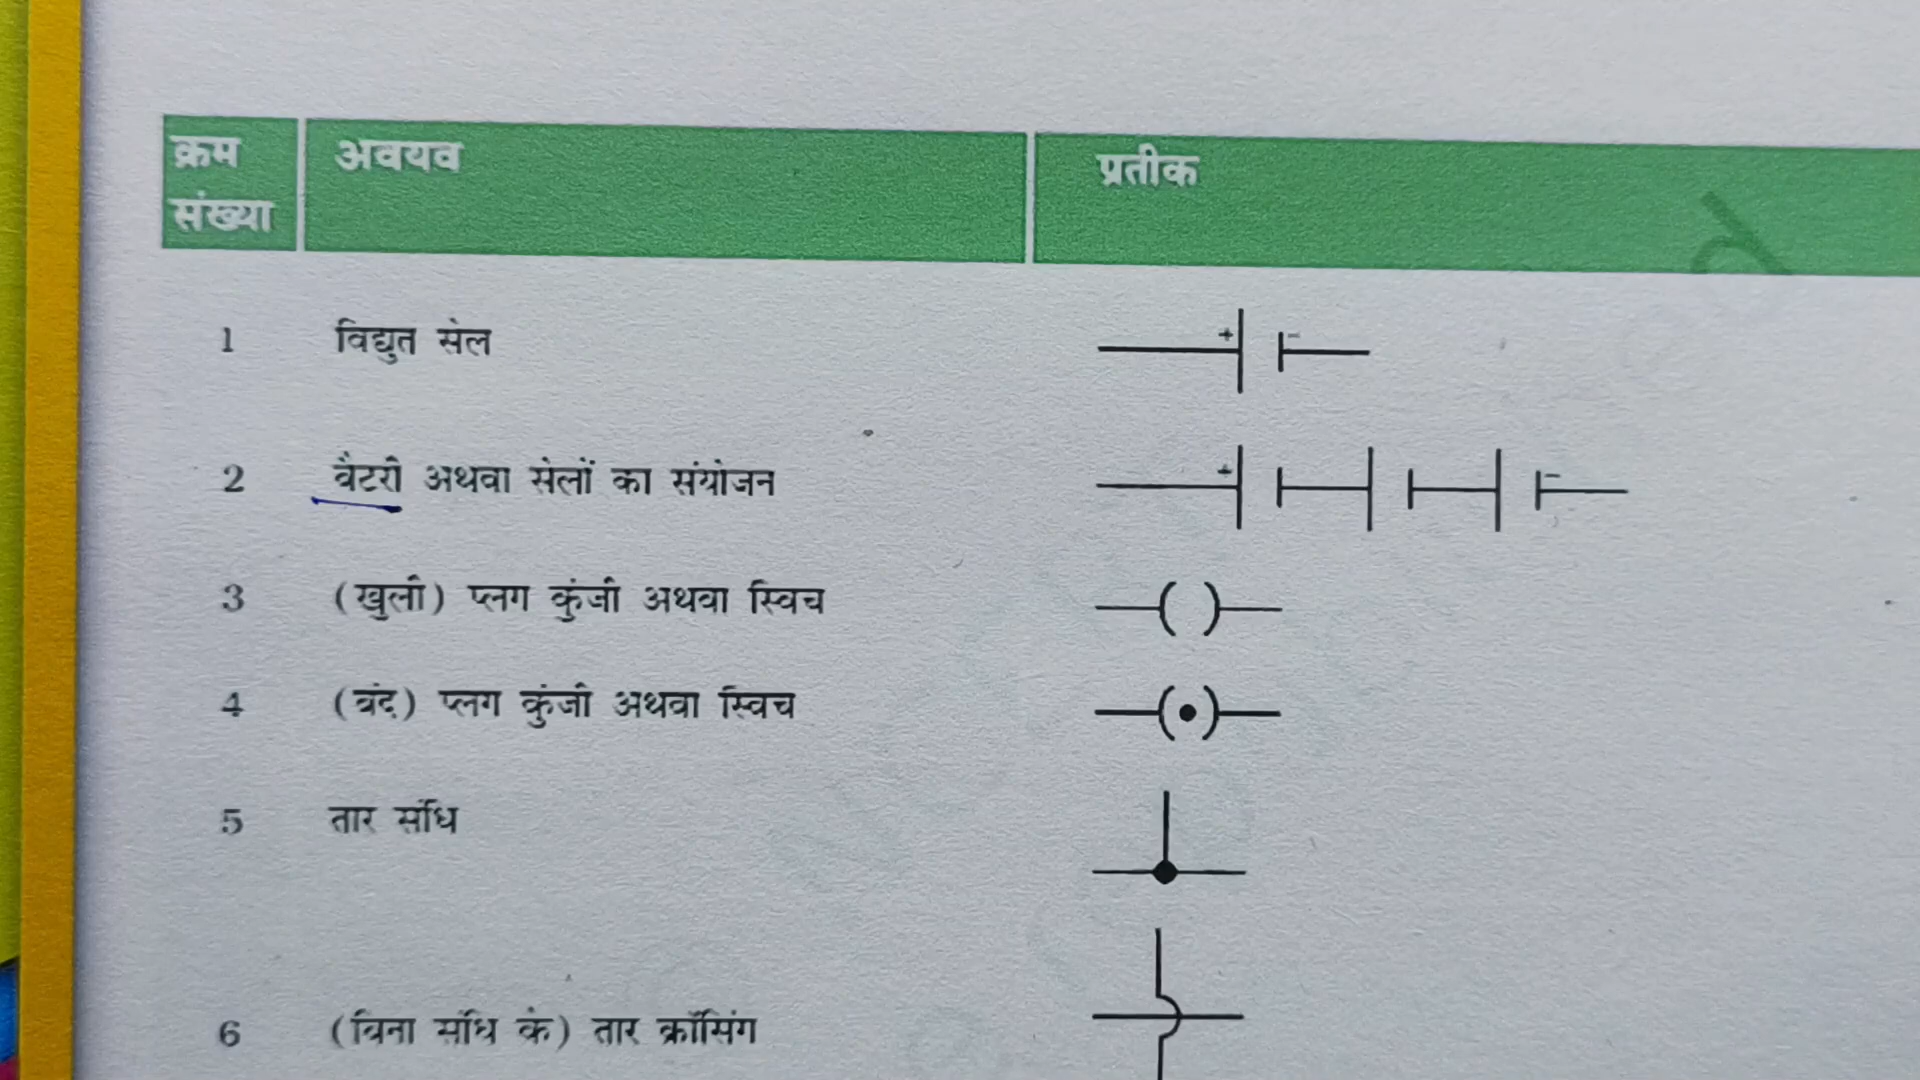 क्रम संख्या	अवयव	प्रतीक
1	विद्युत सेल	+ -
2	बैटरी अथवा सेलों का संयोजन	+ -
3	(खुली) प्लग कुंजी अथवा स्विच
4	(बंद) प्लग कुंजी अथवा स्विच
5	तार संधि
6	(बिना संधि के) तार क्रॉसिंग